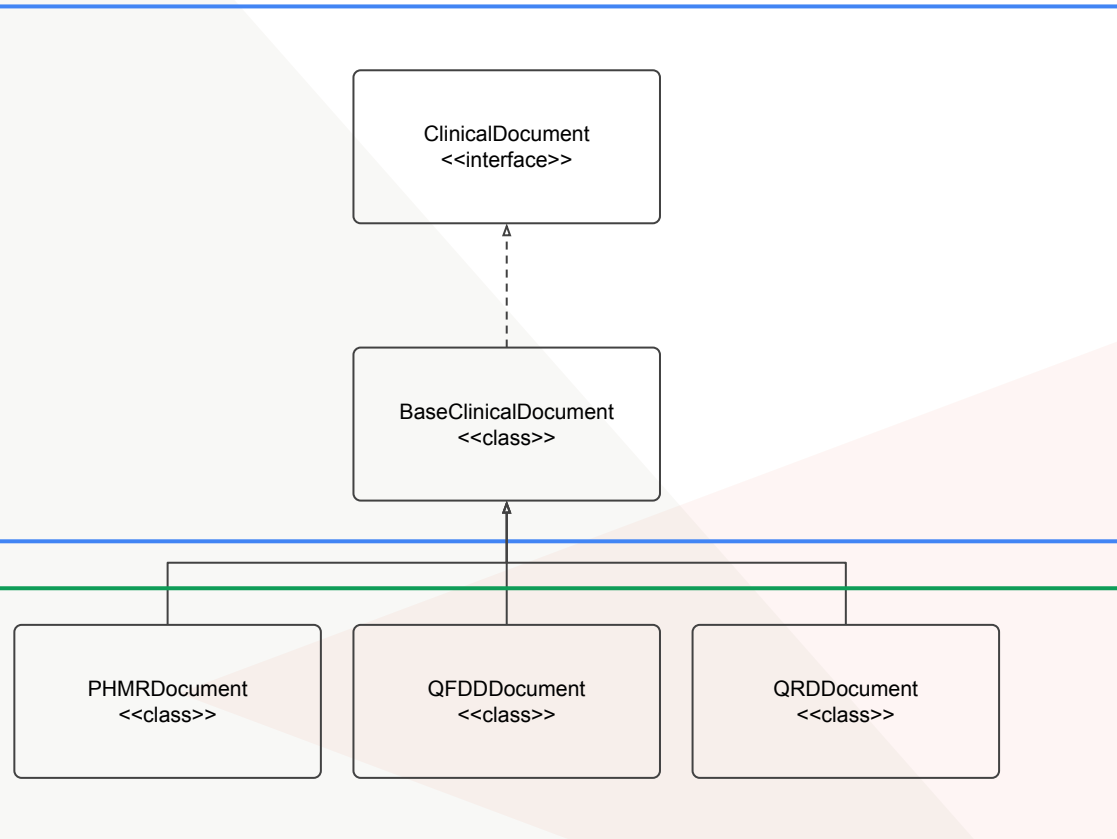 ClinicalDocument
<<interface>>
BaseClinicalDocument
<<class>>
PHMRDocument
<<class>>
QFDDDocument
<<class>>
QRDDocument
<<class>>